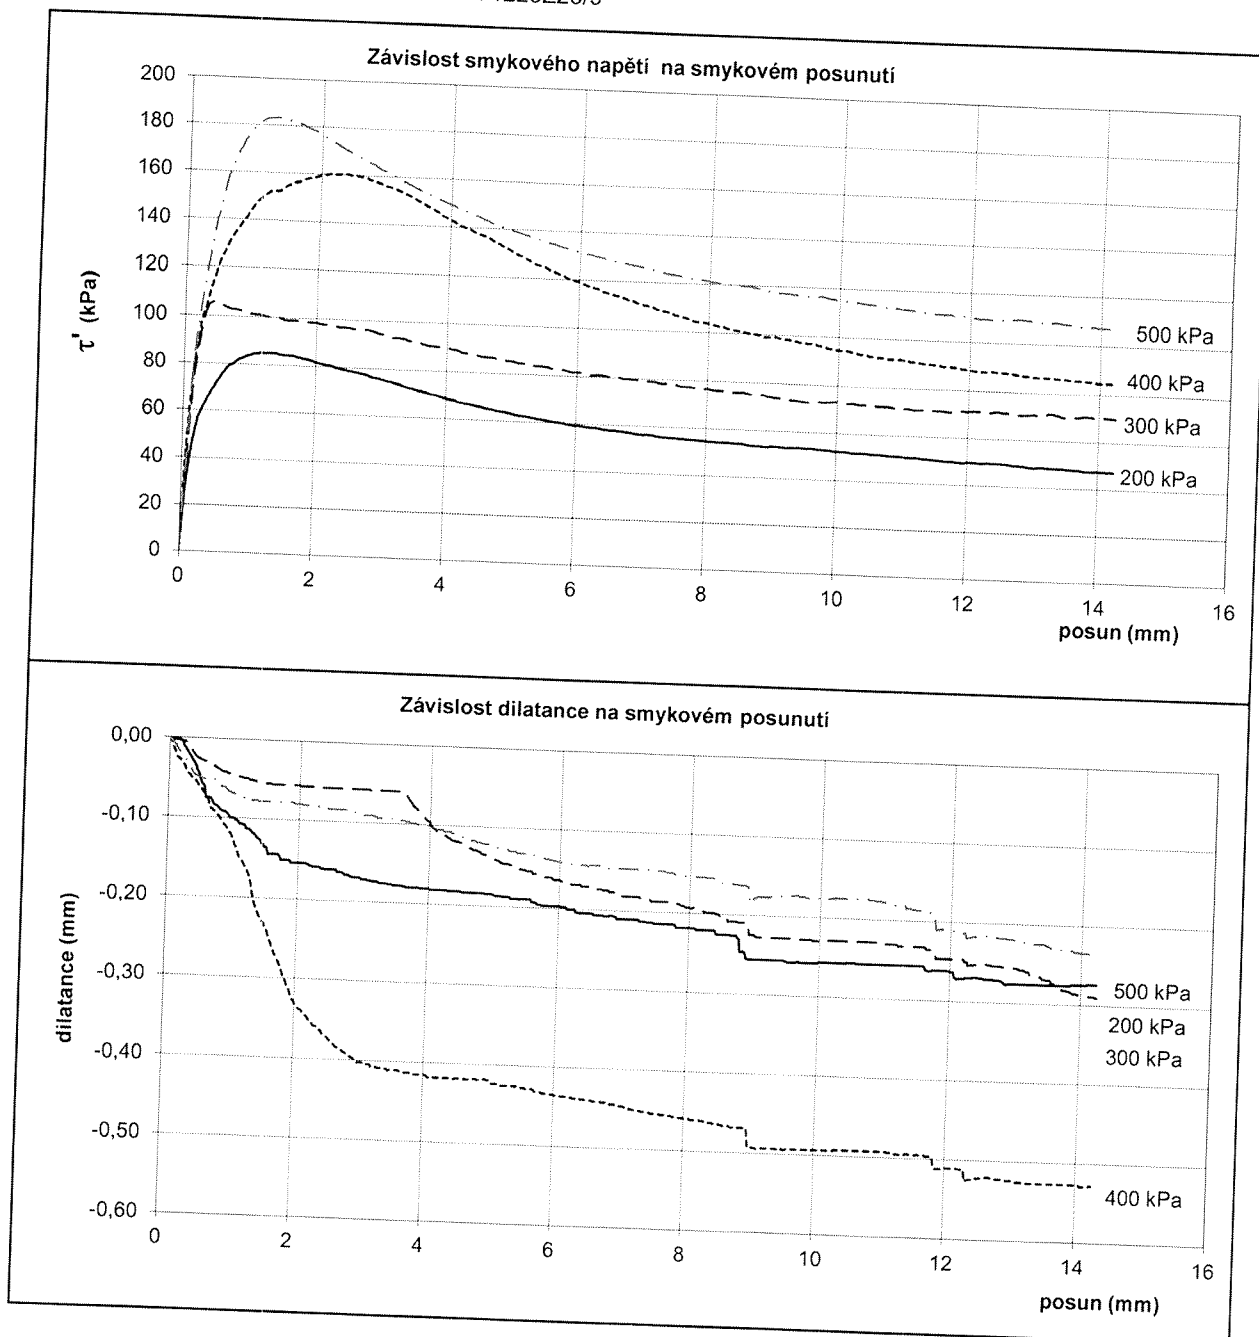 Závislost smykového napětí na smykovém posunutí
200
180
160
140
120
100
80
60
40
20
0
τ' (kPa)
500 kPa
400 kPa
300 kPa
200 kPa
0 2 4 6 8 10 12 14 16
posun (mm)
Závislost dilatance na smykovém posunutí
0,00
-0,10
-0,20
-0,30
-0,40
-0,50
-0,60
dilatance (mm)
500 kPa
200 kPa
300 kPa
400 kPa
0 2 4 6 8 10 12 14 16
posun (mm)